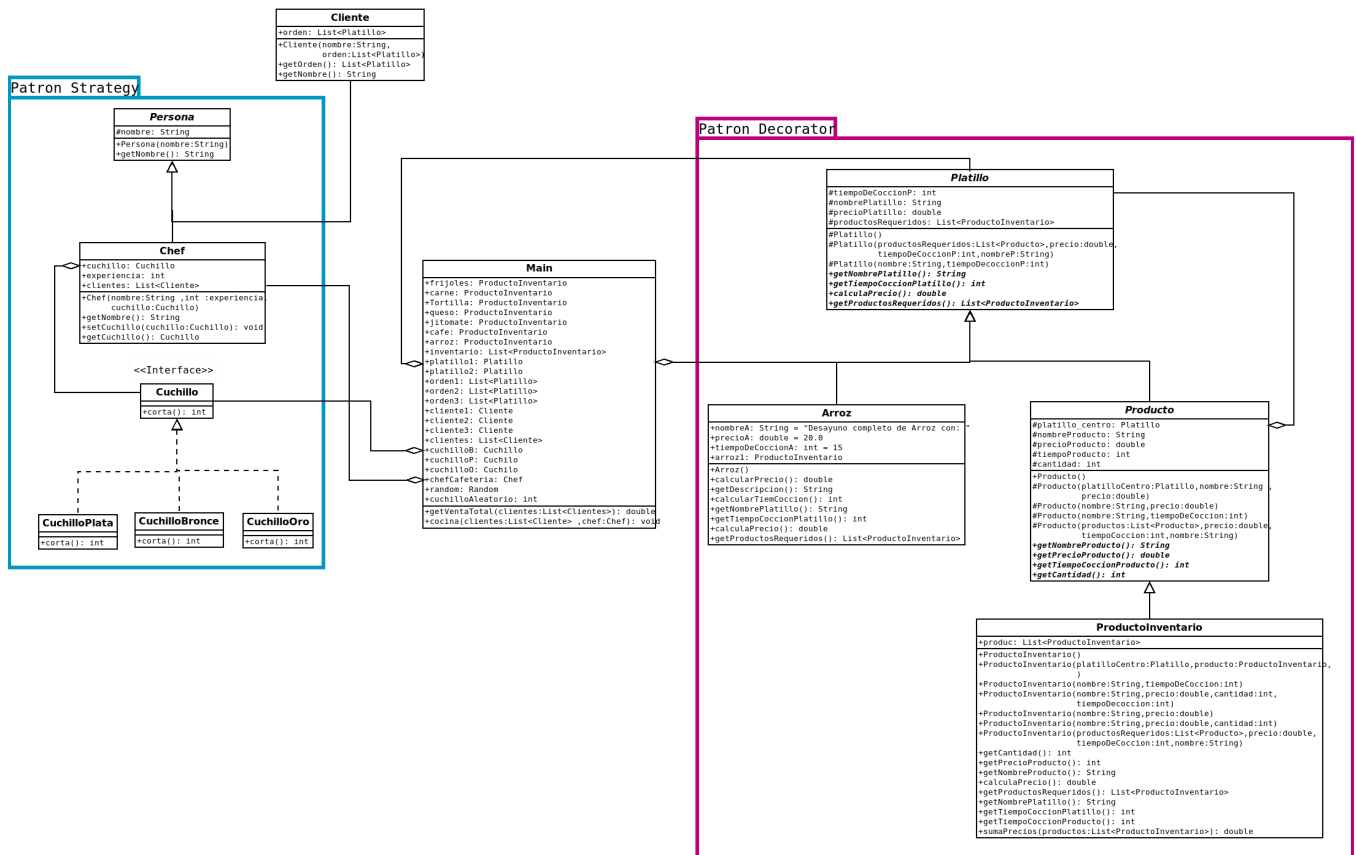 Cliente
+orden: List<Platillo>
+Cliente(nombre:String,
orden:List<Platillo>)
+getOrden(): List<Platillo>
+getNombre(): String
Patron Strategy
Persona
#nombre: String
+Persona(nombre:String)
+getNombre(): String
Chef
+cuchillo: Cuchillo
+experiencia: int
+clientes: List<Cliente>
+Chef(nombre:String ,int :experiencia,
cuchillo:Cuchillo)
+getNombre(): String
+setCuchillo(cuchillo:Cuchillo): void
+getCuchillo(): Cuchillo
<<Interface>>
Cuchillo
+corta(): int
CuchilloPlata
+corta(): int
CuchilloBronce
+corta(): int
CuchilloOro
+corta(): int
Main
+frijoles: ProductoInventario
+carne: ProductoInventario
+Tortilla: ProductoInventario
+queso: ProductoInventario
+jitomate: ProductoInventario
+cafe: ProductoInventario
+arroz: ProductoInventario
+inventario: List<ProductoInventario>
+platillo1: Platillo
+platillo2: Platillo
+orden1: List<Platillo>
+orden2: List<Platillo>
+orden3: List<Platillo>
+cliente1: Cliente
+cliente2: Cliente
+cliente3: Cliente
+clientes: List<Cliente>
+cuchilloB: Cuchillo
+cuchilloP: Cuchilo
+cuchilloO: Cuchilo
+chefCafeteria: Chef
+random: Random
+cuchilloAleatorio: int
+getVentaTotal(clientes:List<Clientes>): double
+cocina(clientes:List<Cliente> ,chef:Chef): void
Patron Decorator
Platillo
#tiempoDeCoccionP: int
#nombrePlatillo: String
#precioPlatillo: double
#productosRequeridos: List<ProductoInventario>
#Platillo()
#Platillo(productosRequeridos:List<Producto>,precio:double,
tiempoDeCoccionP:int,nombreP:String)
#Platillo(nombre:String,tiempoDecoccionP:int)
+getNombrePlatillo(): String
+getTiempoCoccionPlatillo(): int
+calculaPrecio(): double
+getProductosRequeridos(): List<ProductoInventario>
Arroz
+nombreA: String = "Desayuno completo de Arroz con: "
+precioA: double = 20.0
+tiempoDeCoccionA: int = 15
+arroz1: ProductoInventario
+Arroz()
+calcularPrecio(): double
+getDescripcion(): String
+calcularTiemCoccion(): int
+getNombrePlatillo(): String
+getTiempoCoccionPlatillo(): int
+calculaPrecio(): double
+getProductosRequeridos(): List<ProductoInventario>
Producto
#platillo_centro: Platillo
#nombreProducto: String
#precioProducto: double
#tiempoProducto: int
#cantidad: int
+Producto()
#Producto(platilloCentro:Platillo,nombre:String ,
precio:double)
#Producto(nombre:String,precio:double)
#Producto(nombre:String,tiempoDeCoccion:int)
#Producto(productos:List<Producto>,precio:double,
tiempoCoccion:int,nombre:String)
+getNombreProducto(): String
+getPrecioProducto(): double
+getTiempoCoccionProducto(): int
+getCantidad(): int
ProductoInventario
+produc: List<ProductoInventario>
+ProductoInventario()
+ProductoInventario(platilloCentro:Platillo,producto:ProductoInventario,
)
+ProductoInventario(nombre:String,tiempoDeCoccion:int)
+ProductoInventario(nombre:String,precio:double,cantidad:int,
tiempoDecoccion:int)
+ProductoInventario(nombre:String,precio:double)
+ProductoInventario(nombre:String,precio:double,cantidad:int)
+ProductoInventario(productosRequeridos:List<Producto>,precio:double,
tiempoDeCoccion:int,nombre:String)
+getCantidad(): int
+getPrecioProducto(): int
+getNombreProducto(): String
+calculaPrecio(): double
+getProductosRequeridos(): List<ProductoInventario>
+getNombrePlatillo(): String
+getTiempoCoccionPlatillo(): int
+getTiempoCoccionProducto(): int
+sumaPrecios(productos:List<ProductoInventario>): double